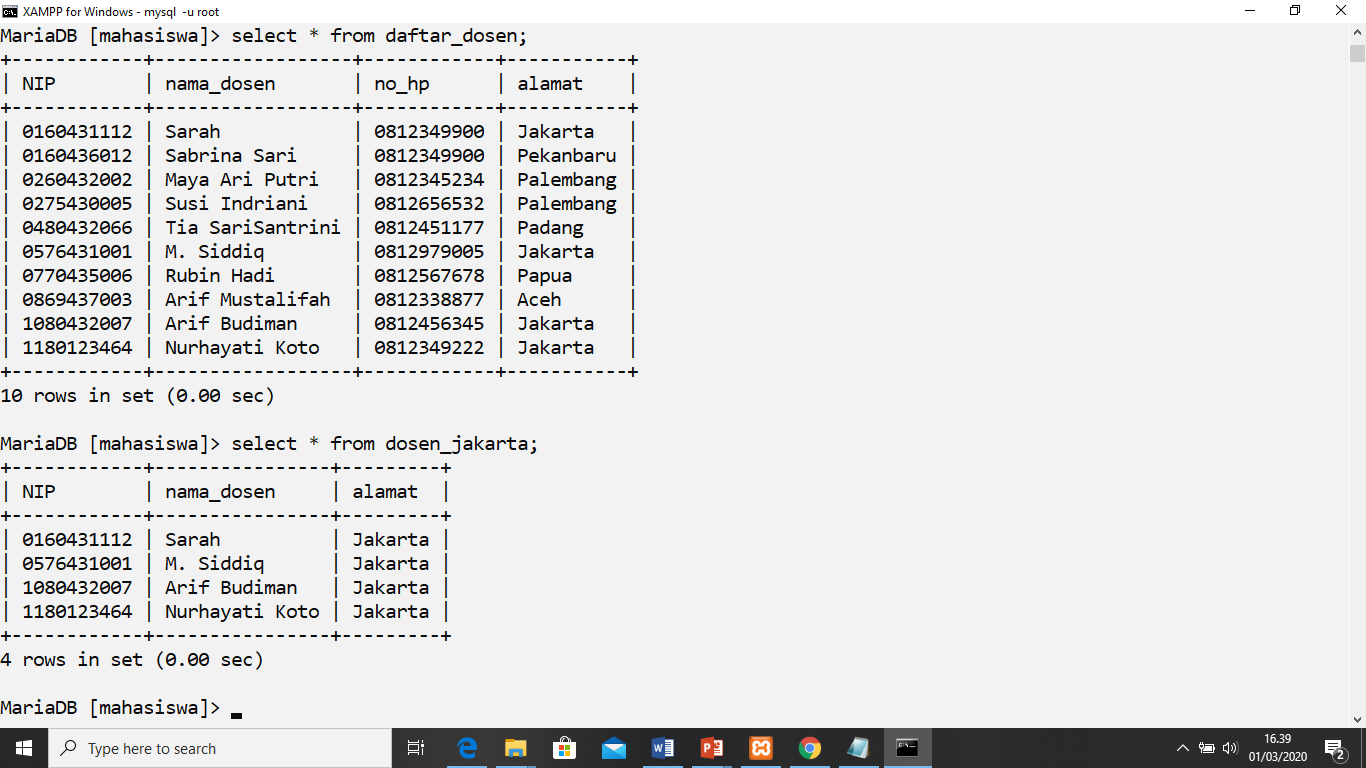 XAMPP for Windows - mysql -u root
MariaDB [mahasiswa]> select * from daftar_dosen;
+------------+------------------+------------+-----------+
| NIP        | nama_dosen       | no_hp      | alamat    |
+------------+------------------+------------+-----------+
| 0160431112 | Sarah            | 0812349900 | Jakarta   |
| 0160436012 | Sabrina Sari     | 0812349900 | Pekanbaru |
| 0260432002 | Maya Ari Putri   | 0812345234 | Palembang |
| 0275430005 | Susi Indriani    | 0812656532 | Palembang |
| 0480432066 | Tia SariSantrini | 0812451177 | Padang    |
| 0576431001 | M. Siddiq        | 0812979005 | Jakarta   |
| 0770435006 | Rubin Hadi       | 0812567678 | Papua     |
| 0869437003 | Arif Mustalifah  | 0812338877 | Aceh      |
| 1080432007 | Arif Budiman     | 0812456345 | Jakarta   |
| 1180123464 | Nurhayati Koto   | 0812349222 | Jakarta   |
+------------+------------------+------------+-----------+
10 rows in set (0.00 sec)
MariaDB [mahasiswa]> select * from dosen_jakarta;
+------------+----------------+---------+
| NIP        | nama_dosen     | alamat  |
+------------+----------------+---------+
| 0160431112 | Sarah          | Jakarta |
| 0576431001 | M. Siddiq      | Jakarta |
| 1080432007 | Arif Budiman   | Jakarta |
| 1180123464 | Nurhayati Koto | Jakarta |
+------------+----------------+---------+
4 rows in set (0.00 sec)
MariaDB [mahasiswa]> _
Type here to search
16.39
01/03/2020
2